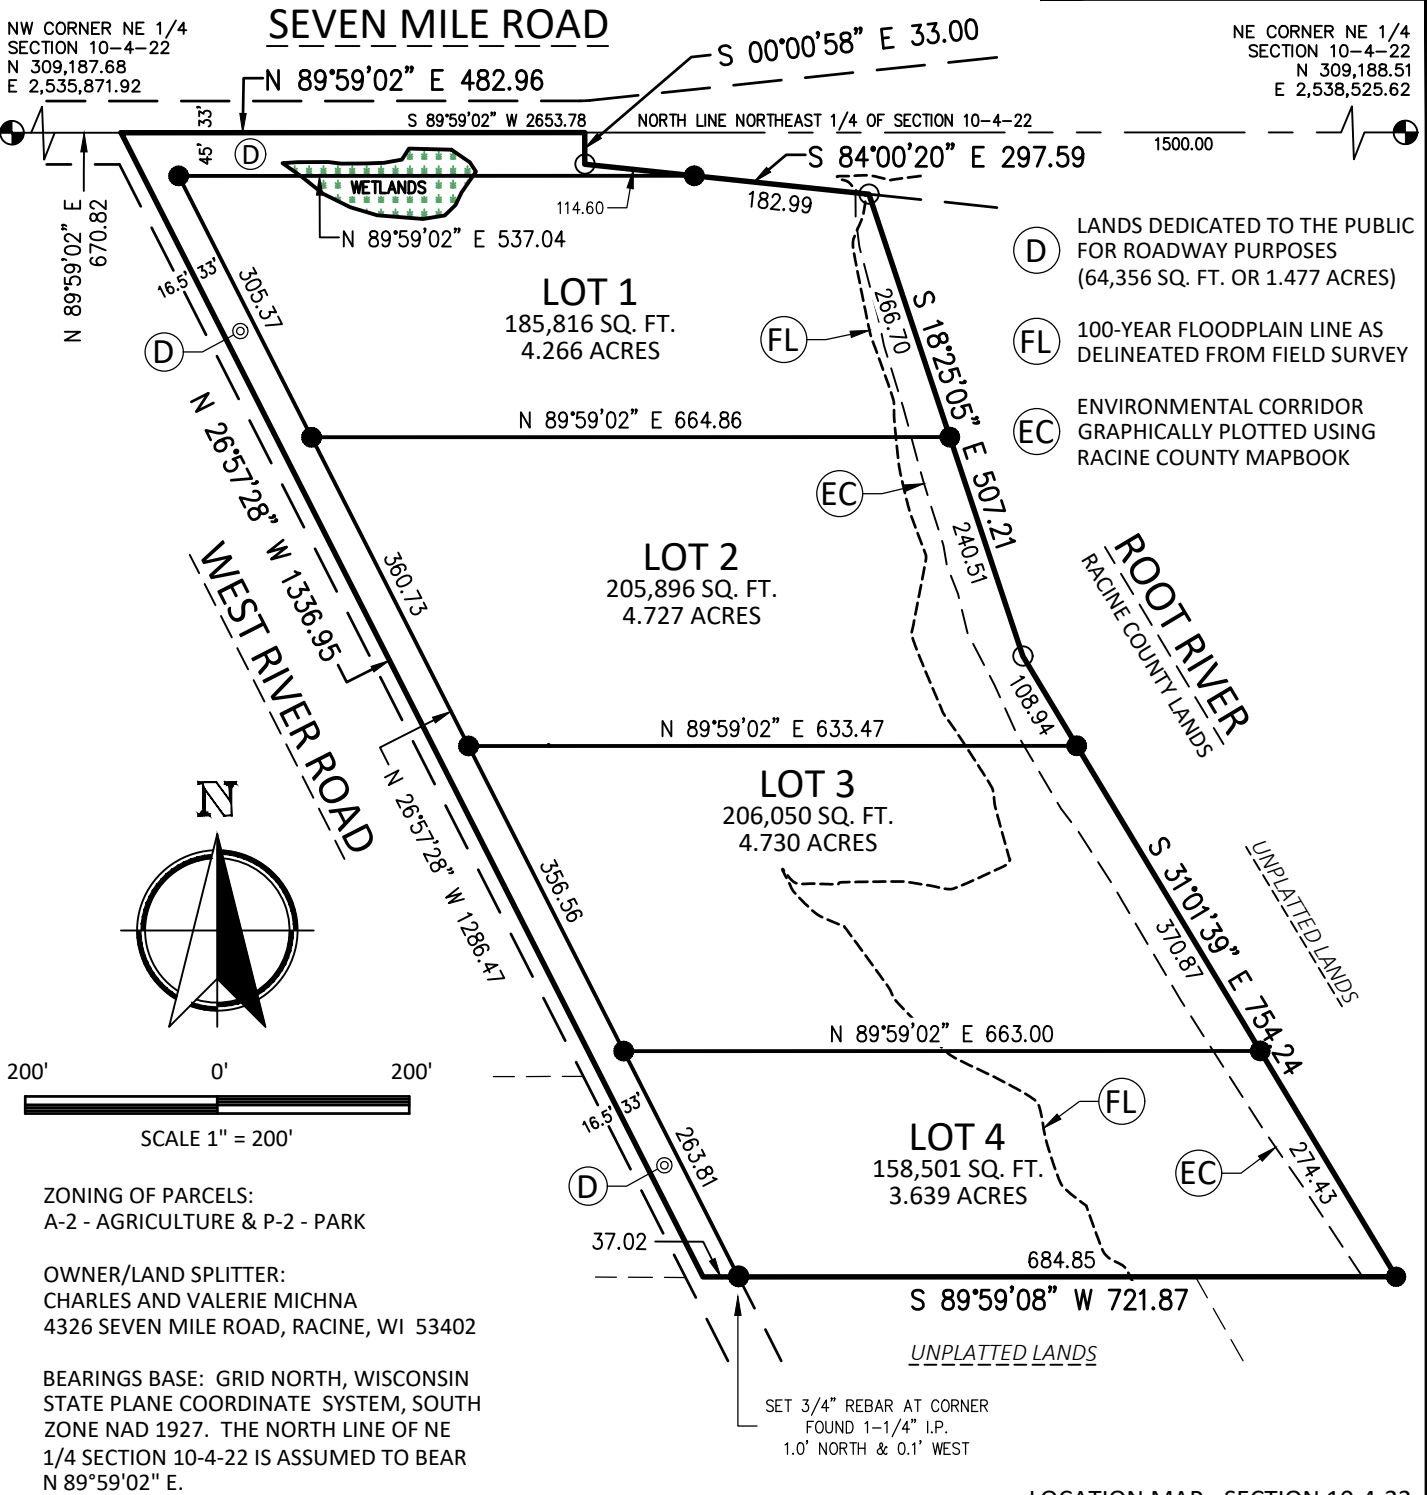 NW CORNER NE 1/4
SECTION 10-4-22
N 309,187.68
E 2,535,871.92
SEVEN MILE ROAD
N 89°59'02" E 482.96
S 00°00'58" E 33.00
NE CORNER NE 1/4
SECTION 10-4-22
N 309,188.51
E 2,538,525.62
33'
S 89°59'02" W 2653.78
NORTH LINE NORTHEAST 1/4 OF SECTION 10-4-22
1500.00
45'
D
WETLANDS
S 84°00'20" E 297.59
114.60
182.99
N 89°59'02" E
670.82
N 89°59'02" E 537.04
D
LANDS DEDICATED TO THE PUBLIC
FOR ROADWAY PURPOSES
(64,356 SQ. FT. OR 1.477 ACRES)
16.5'
33'
305.37
LOT 1
185,816 SQ. FT.
4.266 ACRES
266.70
S 18°25'05" E 507.21
D
FL
FL
100-YEAR FLOODPLAIN LINE AS
DELINEATED FROM FIELD SURVEY
N 89°59'02" E 664.86
EC
ENVIRONMENTAL CORRIDOR
GRAPHICALLY PLOTTED USING
RACINE COUNTY MAPBOOK
N 26°57'28" W 1336.95
EC
240.51
WEST RIVER ROAD
360.73
LOT 2
205,896 SQ. FT.
4.727 ACRES
ROOT RIVER
RACINE COUNTY LANDS
108.94
N 89°59'02" E 633.47
N 26°57'28" W 1286.47
LOT 3
206,050 SQ. FT.
4.730 ACRES
N
356.56
S 31°01'39" E 754.24
370.87
UNPLATTED LANDS
N 89°59'02" E 663.00
200'
0'
200'
SCALE 1" = 200'
16.5'
33'
263.81
FL
LOT 4
158,501 SQ. FT.
3.639 ACRES
EC
274.43
D
ZONING OF PARCELS:
A-2 - AGRICULTURE & P-2 - PARK
37.02
684.85
S 89°59'08" W 721.87
OWNER/LAND SPLITTER:
CHARLES AND VALERIE MICHNA
4326 SEVEN MILE ROAD, RACINE, WI 53402
UNPLATTED LANDS
BEARINGS BASE: GRID NORTH, WISCONSIN
STATE PLANE COORDINATE SYSTEM, SOUTH
ZONE NAD 1927. THE NORTH LINE OF NE
1/4 SECTION 10-4-22 IS ASSUMED TO BEAR
N 89°59'02" E.
SET 3/4" REBAR AT CORNER
FOUND 1-1/4" I.P.
1.0' NORTH & 0.1' WEST
LOCATION MAP - SECTION 10-4-22